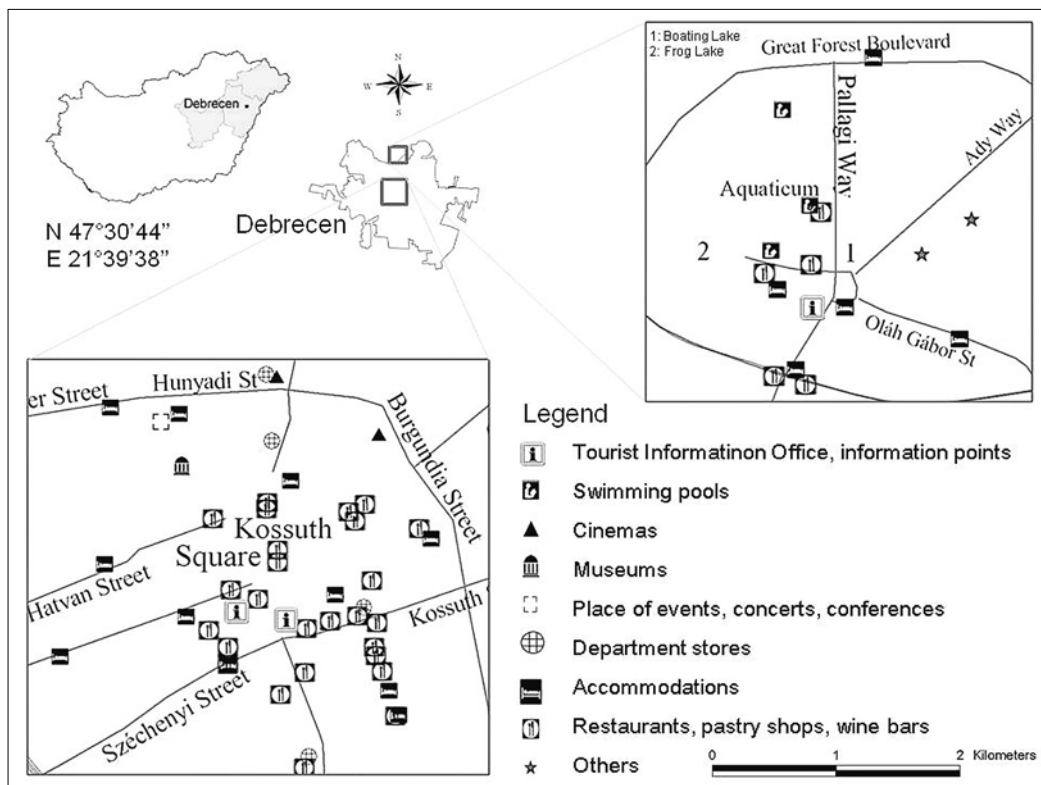 Debrecen
N
W E
S
Debrecen
N 47°30'44"
E 21°39'38"
1: Boating Lake
2: Frog Lake
Great Forest Boulevard
Pallagi Way
Ady Way
Aquaticum
2
1
Oláh Gábor St
er Street
Hunyadi St
Burgundia Street
Kossuth
Square
Hatvan Street
Kossuth
Széchenyi Street
Legend
Tourist Informatinon Office, information points
Swimming pools
Cinemas
Museums
Place of events, concerts, conferences
Department stores
Accommodations
Restaurants, pastry shops, wine bars
Others
0 1 2 Kilometers